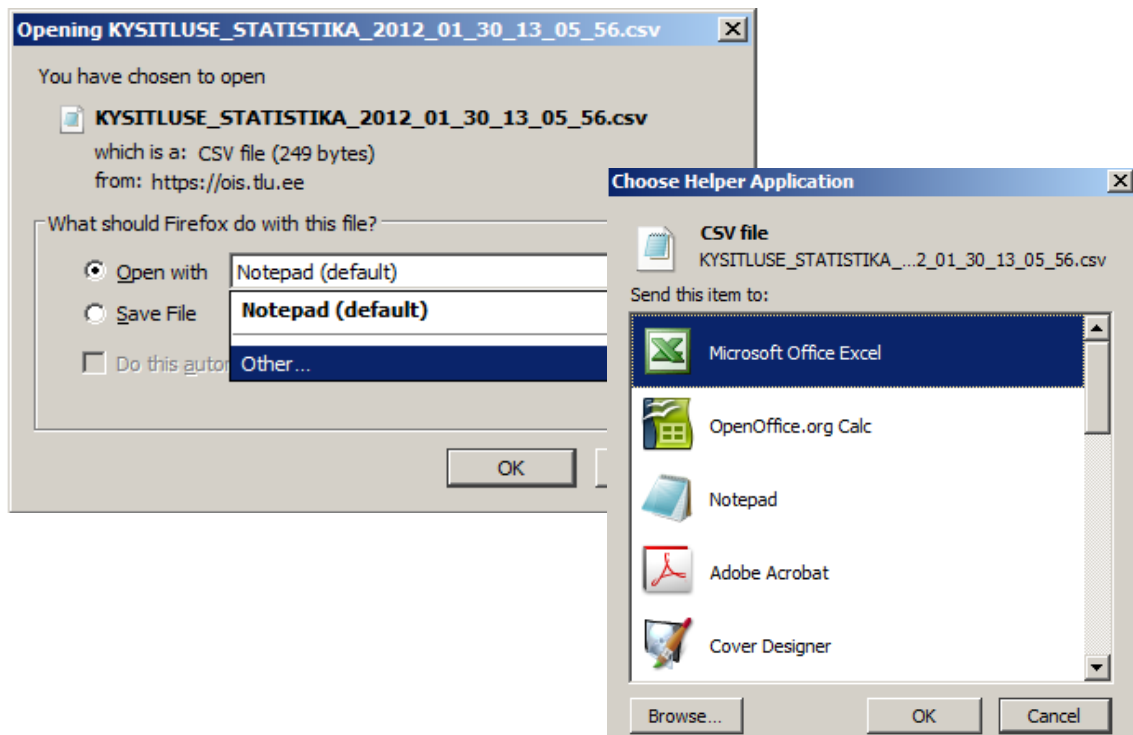 Opening KYSITLUSE_STATISTIKA_2012_01_30_13_05_56.csv
You have chosen to open
KYSITLUSE_STATISTIKA_2012_01_30_13_05_56.csv
which is a: CSV file (249 bytes)
from: https://ois.tlu.ee
What should Firefox do with this file?
Open with Notepad (default)
Save File Notepad (default)
Do this autom Other...
OK
Choose Helper Application
CSV file
KYSITLUSE_STATISTIKA_...2_01_30_13_05_56.csv
Send this item to:
Microsoft Office Excel
OpenOffice.org Calc
Notepad
Adobe Acrobat
Cover Designer
Browse... OK Cancel